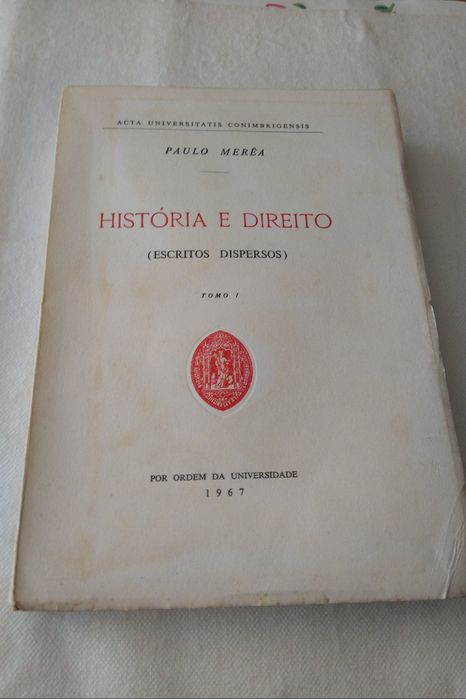 ACTA UNIVERSITATIS CONIMBRIGENSIS
PAULO MERÊA
HISTÓRIA E DIREITO
(ESCRITOS DISPERSOS)
TOMO I
POR ORDEM DA UNIVERSIDADE
1967